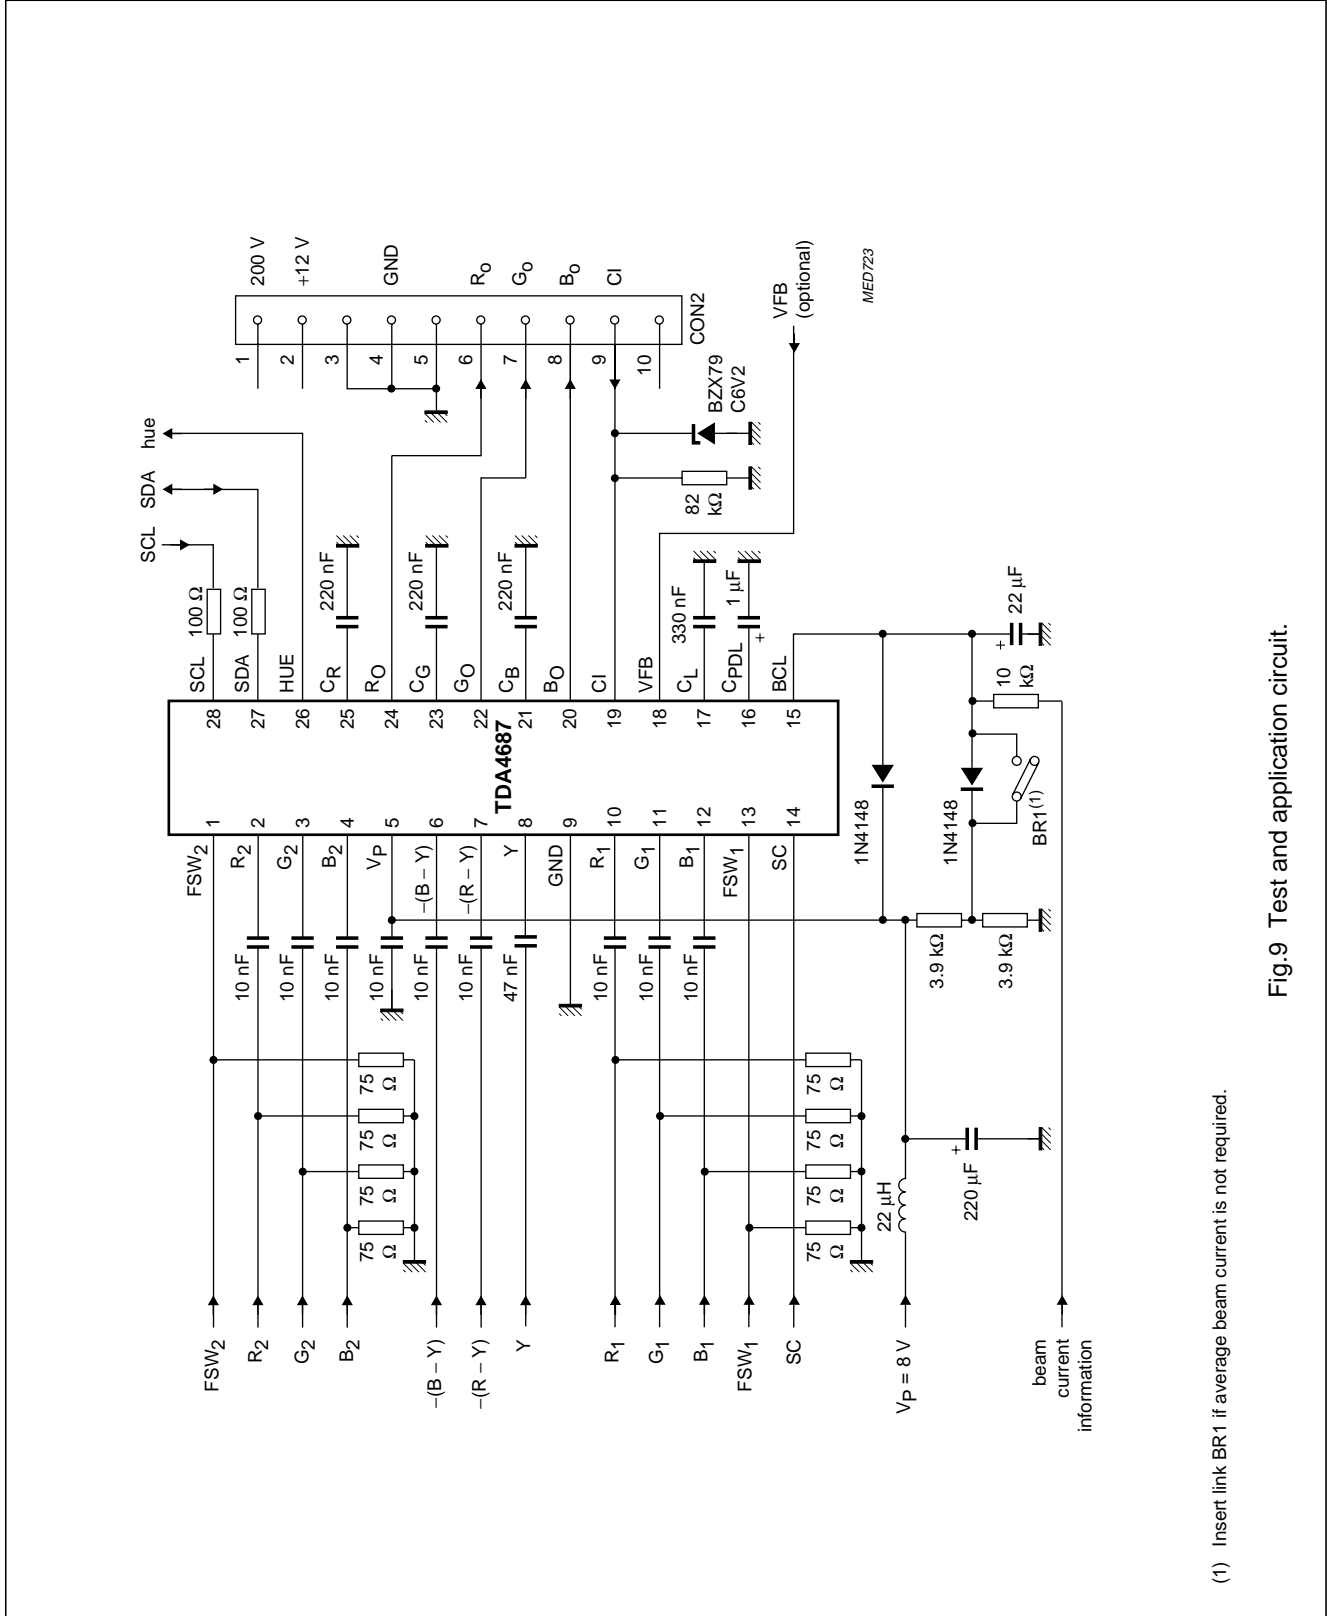 SCL
SDA
hue
100 Ω
100 Ω
220 nF
220 nF
220 nF
330 nF
1 µF
+
82
kΩ
BZX79
C6V2
VFB
(optional)
MED723
1
2
3
4
5
6
7
8
9
10
200 V
+12 V
GND
RO
GO
BO
CI
CON2
SCL
SDA
HUE
CR
RO
CG
GO
CB
BO
CI
VFB
CL
CPDL
BCL
28
27
26
25
24
23
22
21
20
19
18
17
16
15
TDA4687
1
2
3
4
5
6
7
8
9
10
11
12
13
14
FSW2
R2
G2
B2
VP
−(B − Y)
−(R − Y)
Y
GND
R1
G1
B1
FSW1
SC
10 nF
10 nF
10 nF
10 nF
10 nF
10 nF
47 nF
10 nF
10 nF
10 nF
75
Ω
75
Ω
75
Ω
75
Ω
75
Ω
75
Ω
75
Ω
75
Ω
1N4148
1N4148
BR1(1)
10
kΩ
+
22 µF
3.9 kΩ
3.9 kΩ
22 µH
+
220 µF
FSW2
R2
G2
B2
−(B − Y)
−(R − Y)
Y
R1
G1
B1
FSW1
SC
VP = 8 V
beam
current
information
(1) Insert link BR1 if average beam current is not required.
Fig.9 Test and application circuit.